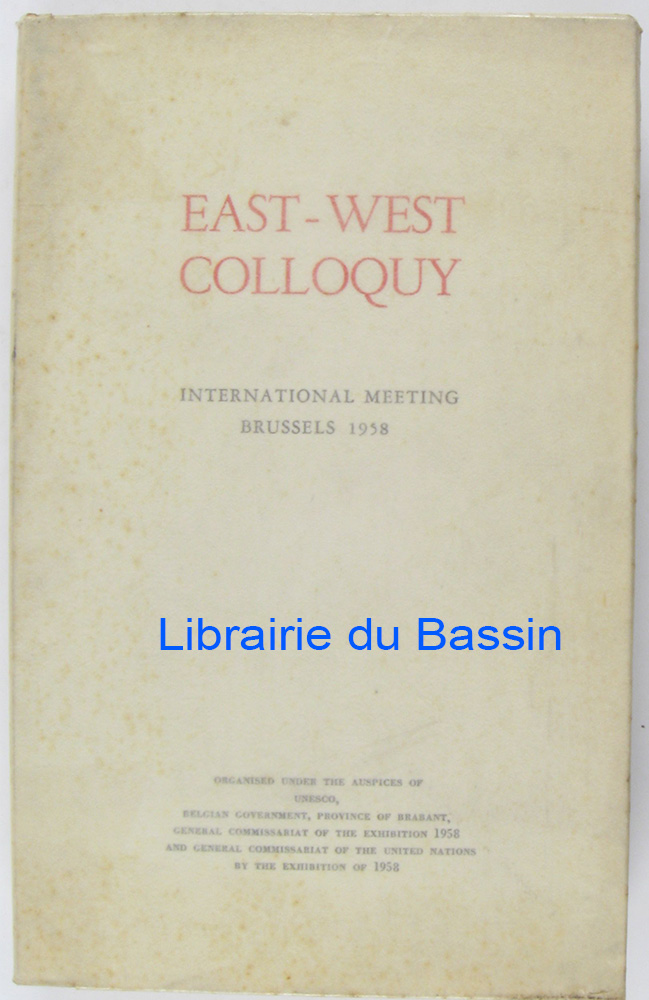 EAST-WEST
COLLOQUY
INTERNATIONAL MEETING
BRUSSELS 1958
Librairie du Bassin
ORGANISED UNDER THE AUSPICES OF
UNESCO,
BELGIAN GOVERNMENT, PROVINCE OF BRABANT,
GENERAL COMMISSARIAT OF THE EXHIBITION 1958
AND GENERAL COMMISSARIAT OF THE UNITED NATIONS
BY THE EXHIBITION OF 1958